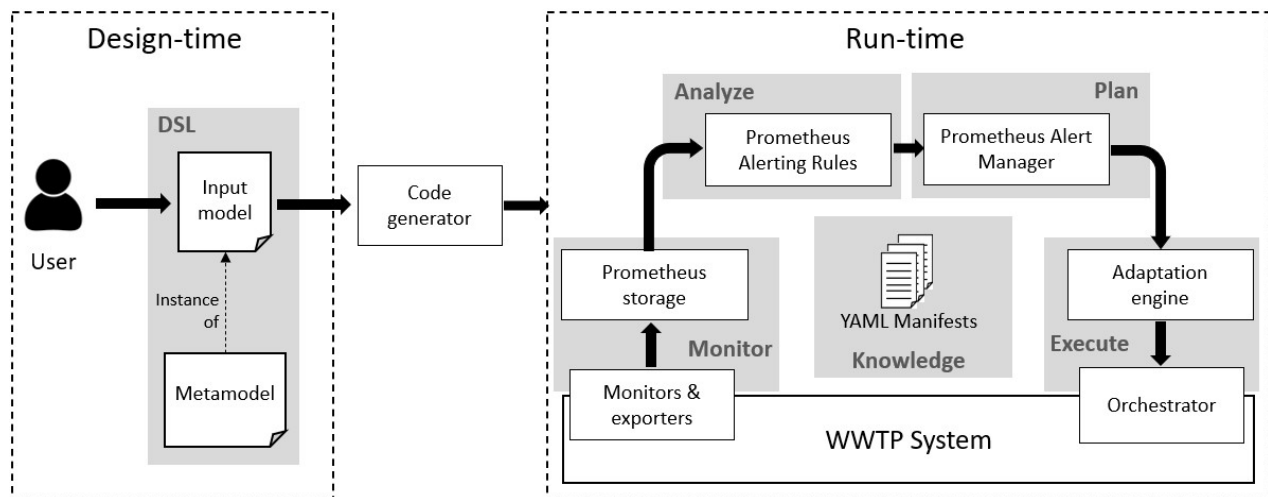 Design-time
DSL
Input
model
User
Instance
of
Metamodel
Code
generator
Run-time
Analyze
Prometheus
Alerting Rules
Plan
Prometheus Alert
Manager
Prometheus
storage
Monitor
Monitors &
exporters
YAML Manifests
Knowledge
Adaptation
engine
Execute
Orchestrator
WWTP System